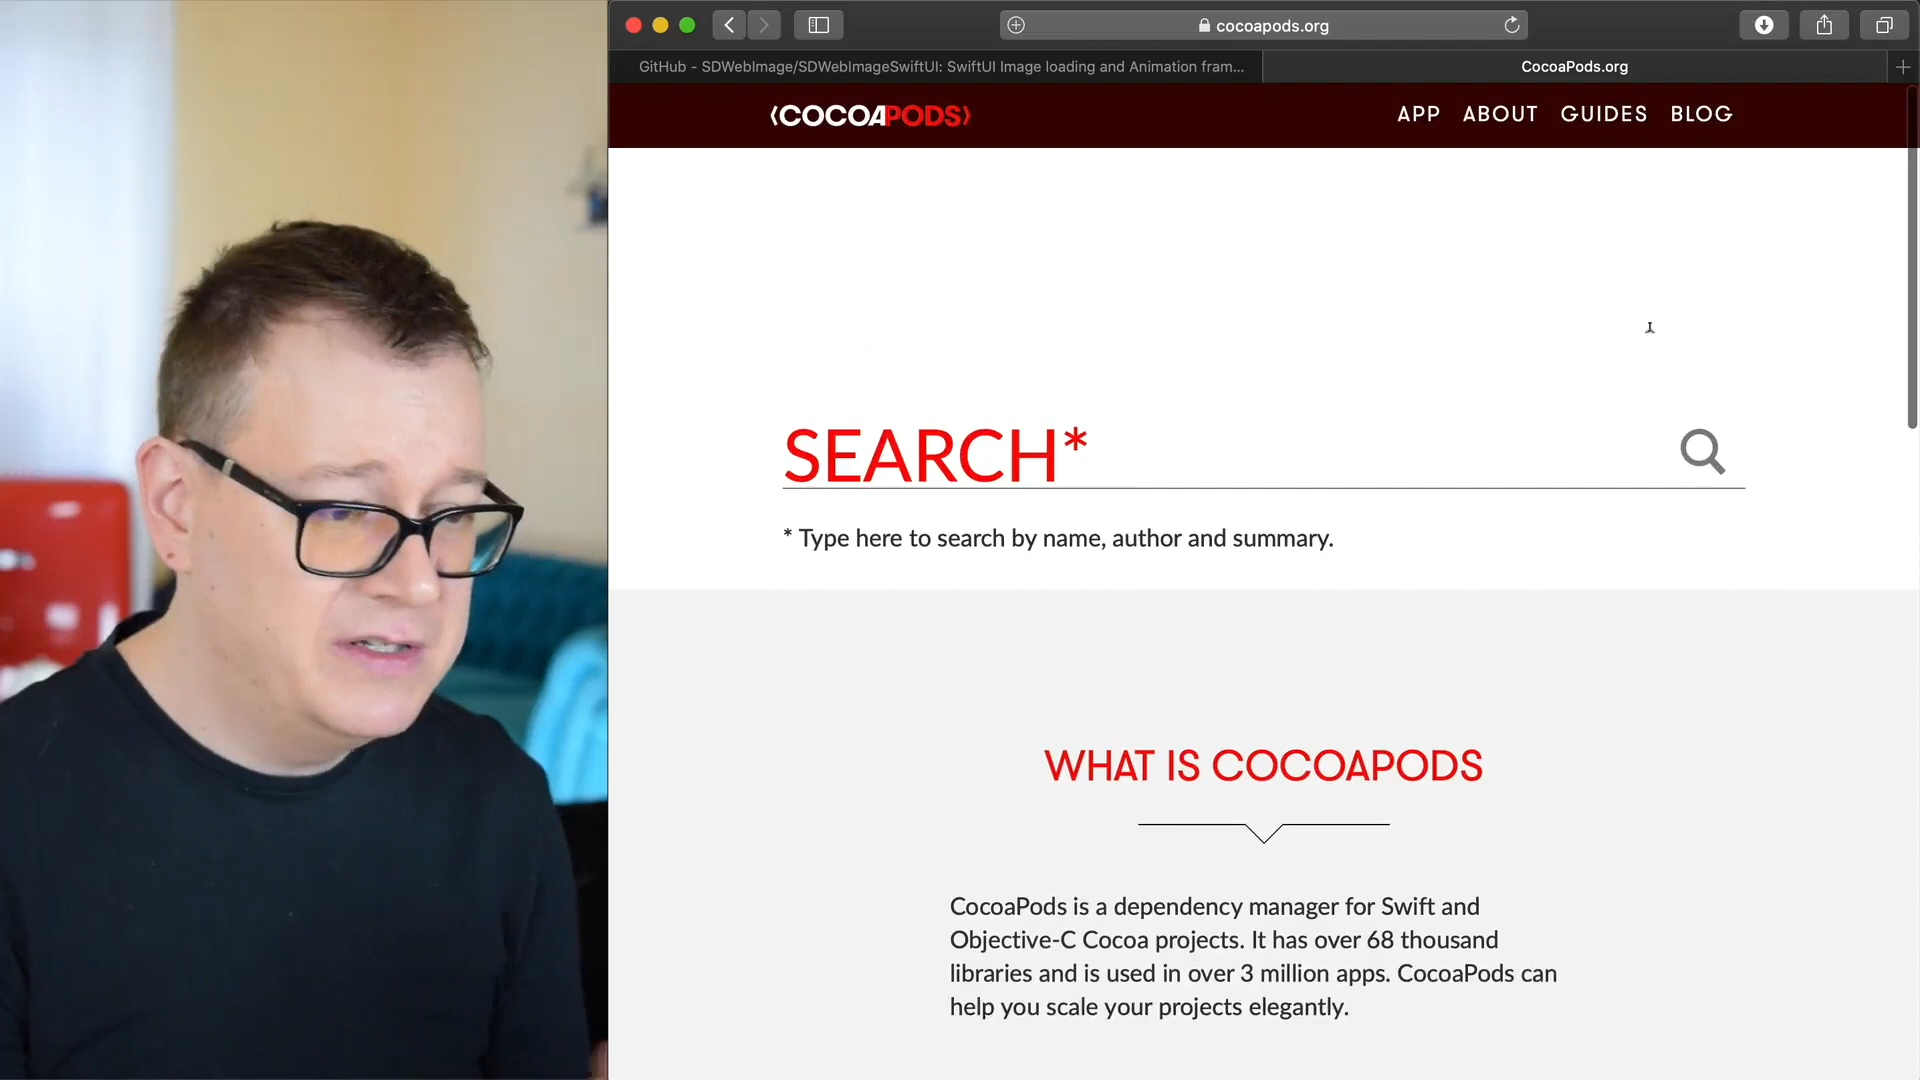 cocoapods.org
GitHub - SDWebImage/SDWebImageSwiftUI: SwiftUI Image loading and Animation fram...
CocoaPods.org
COCOAPODS
APP ABOUT GUIDES BLOG
SEARCH*
* Type here to search by name, author and summary.
WHAT IS COCOAPODS
CocoaPods is a dependency manager for Swift and
Objective-C Cocoa projects. It has over 68 thousand
libraries and is used in over 3 million apps. CocoaPods can
help you scale your projects elegantly.